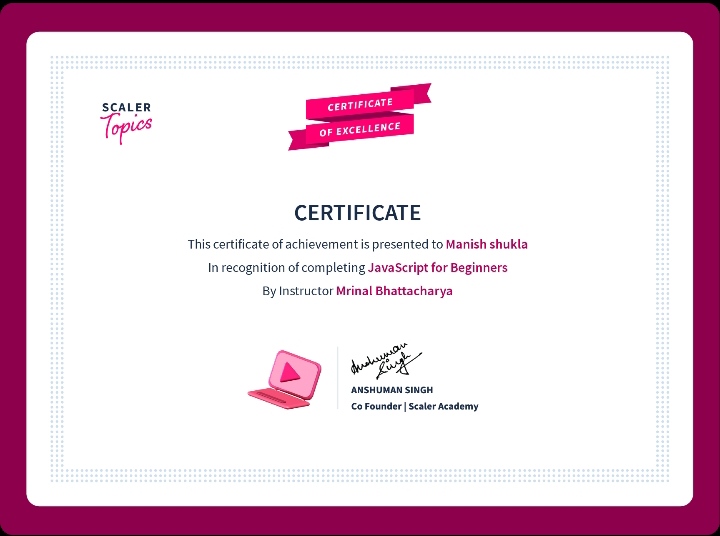 SCALER
Topics
CERTIFICATE
OF EXCELLENCE
CERTIFICATE
This certificate of achievement is presented to Manish shukla
In recognition of completing JavaScript for Beginners
By Instructor Mrinal Bhattacharya
Anshuman
Singh
ANSHUMAN SINGH
Co Founder | Scaler Academy